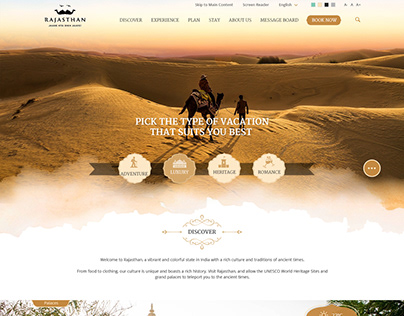 Skip to Main Content Screen Reader English A- A A+
RAJASTHAN
DISCOVER EXPERIENCE PLAN STAY ABOUT US MESSAGE BOARD BOOK NOW
PICK THE TYPE OF VACATION
THAT SUITS YOU BEST
ADVENTURE LUXURY HERITAGE ROMANCE
DISCOVER
Welcome to Rajasthan, a vibrant and colorful state in India with a rich culture and traditions of ancient times.
From food to clothing, our culture is unique and boasts a rich history. Visit Rajasthan, and allow the UNESCO World Heritage Sites and
grand palaces to teleport you to the ancient times.
Palaces